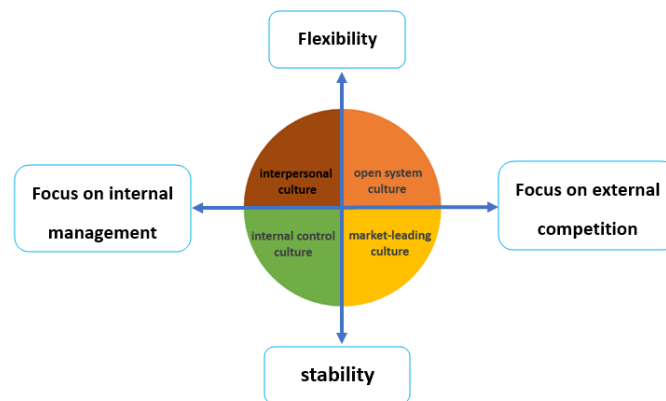 Flexibility
interpersonal
culture
open system
culture
Focus on internal
management
Focus on external
competition
internal control
culture
market-leading
culture
stability